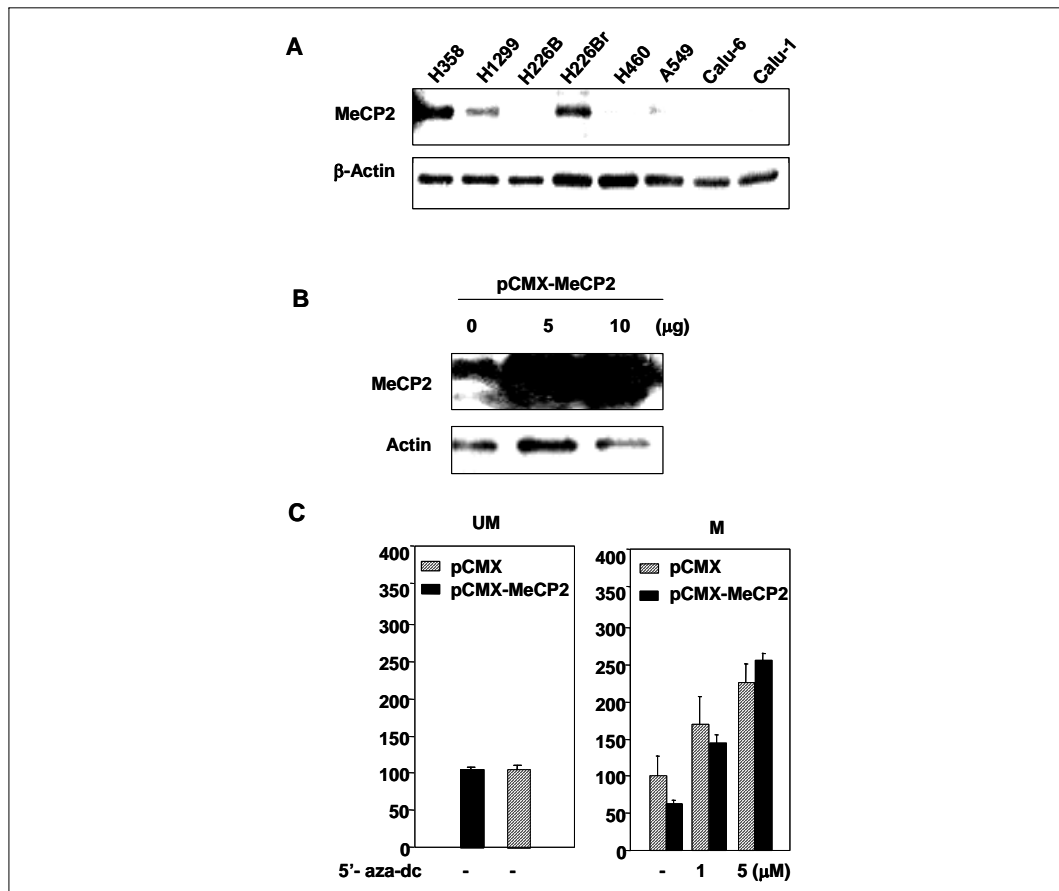 A
H358 H1299 H226B H226Br H460 A549 Calu-6 Calu-1
MeCP2
β-Actin
B
pCMX-MeCP2
0 5 10 (μg)
MeCP2
Actin
C
UM
400
350
300
250
200
150
100
50
0
pCMX
pCMX-MeCP2
5'- aza-dc - -
M
400
350
300
250
200
150
100
50
0
pCMX
pCMX-MeCP2
- 1 5 (μM)